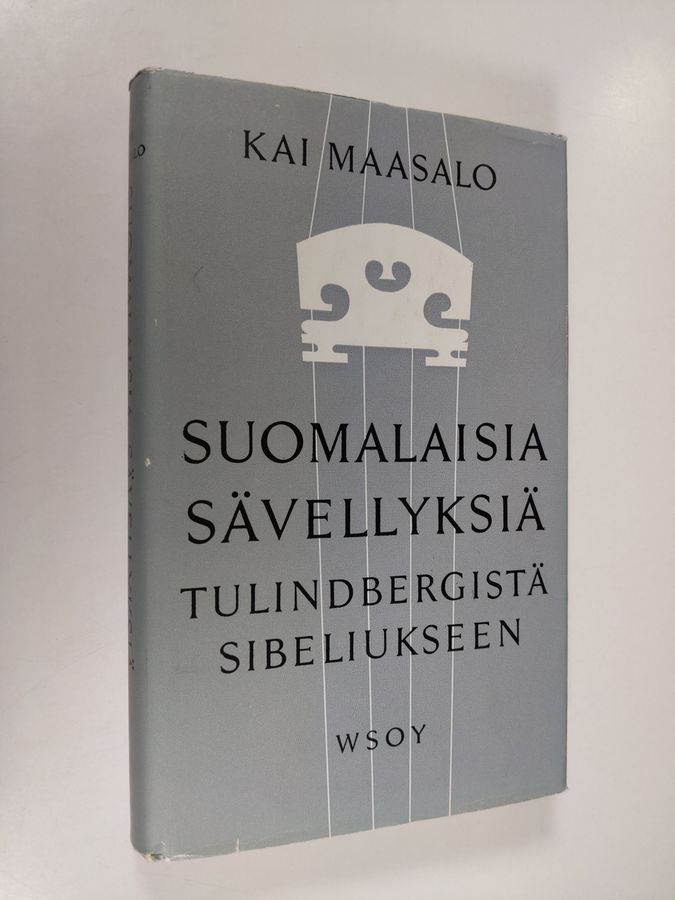 KAI MAASALO
SUOMALAISIA
SÄVELLYKSIÄ
TULINDBERGISTÄ
SIBELIUKSEEN
WSOY